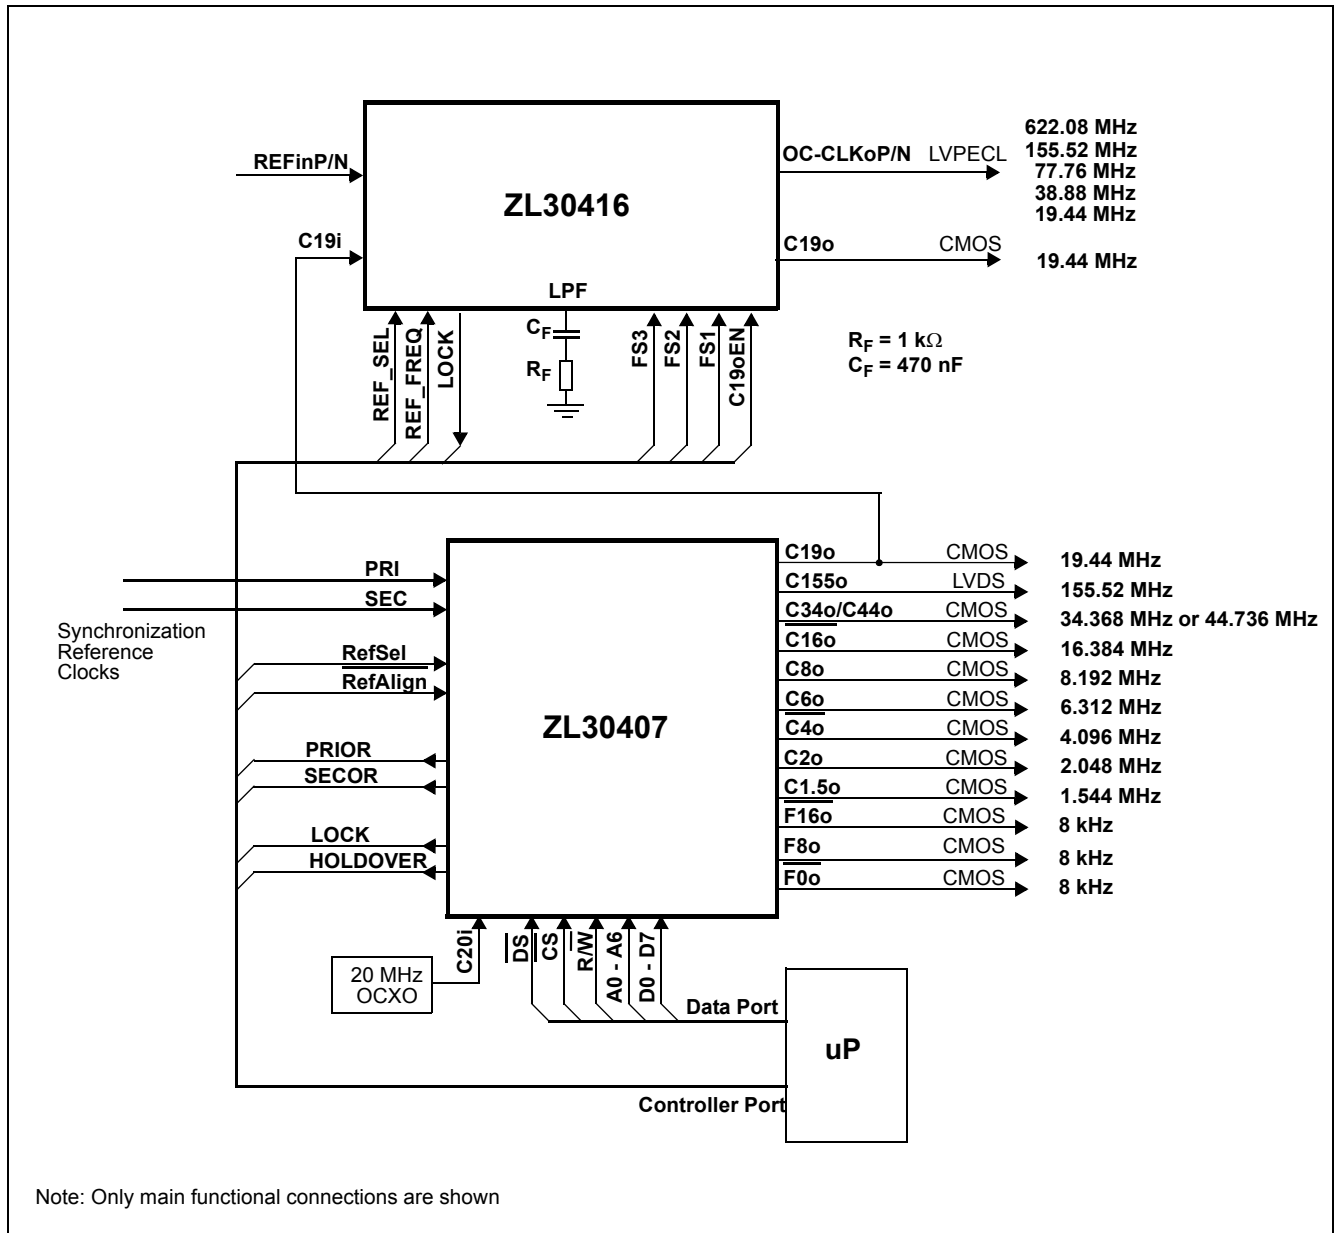 622.08 MHz
REFinP/N
OC-CLKoP/N LVPECL 155.52 MHz
77.76 MHz
ZL30416
38.88 MHz
19.44 MHz
C19i
C19o CMOS
19.44 MHz
LPF
REF_SEL
REF_FREQ
LOCK
CF
RF
FS3
FS2
FS1
C19oEN
RF = 1 kΩ
CF = 470 nF
C19o CMOS 19.44 MHz
PRI
C155o LVDS 155.52 MHz
SEC
C34o/C44o CMOS 34.368 MHz or 44.736 MHz
Synchronization
Reference
Clocks
C16o CMOS 16.384 MHz
RefSel
C8o CMOS 8.192 MHz
RefAlign
C6o CMOS 6.312 MHz
ZL30407
C4o CMOS 4.096 MHz
PRIOR
C2o CMOS 2.048 MHz
SECOR
C1.5o CMOS 1.544 MHz
F16o CMOS 8 kHz
LOCK
F8o CMOS 8 kHz
HOLDOVER
F0o CMOS 8 kHz
C20i
DS
CS
R/W
A0 - A6
D0 - D7
20 MHz
OCXO
Data Port
uP
Controller Port
Note: Only main functional connections are shown